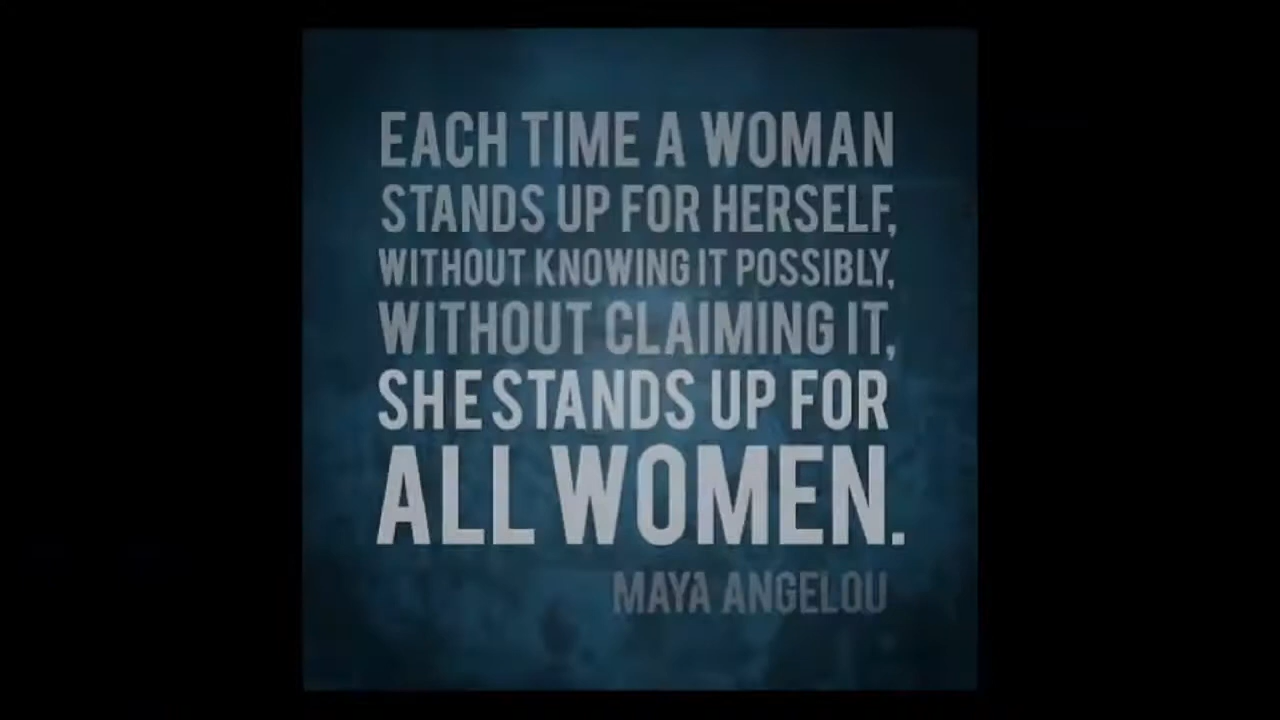 EACH TIME A WOMAN
STANDS UP FOR HERSELF,
WITHOUT KNOWING IT POSSIBLY,
WITHOUT CLAIMING IT,
SHE STANDS UP FOR
ALL WOMEN.
MAYA ANGELOU